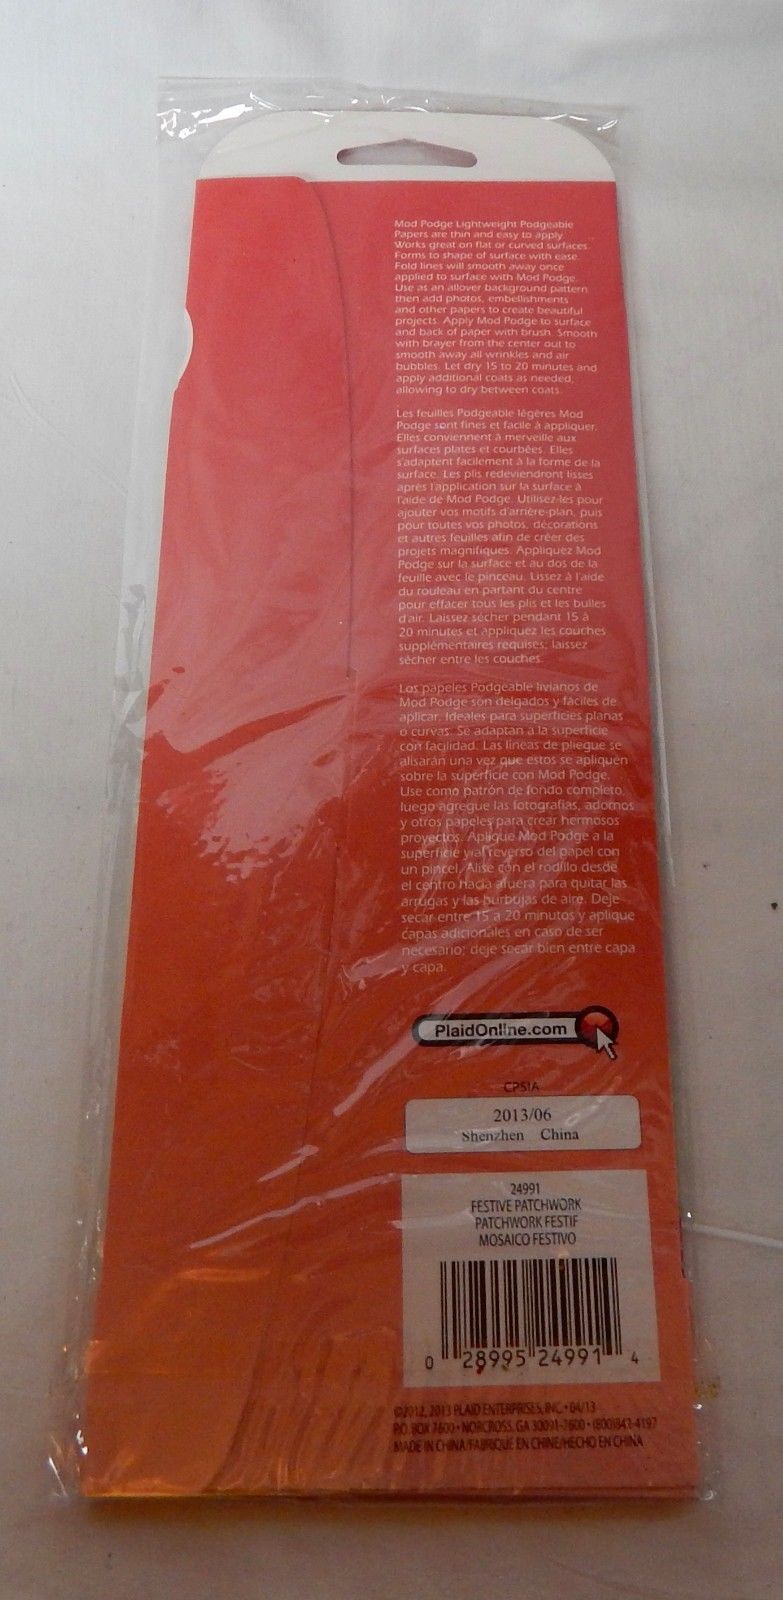 Mod Podge Lightweight Podgeable
Papers are thin and easy to apply.
Works great on flat or curved surfaces.
Forms to shape of surface with ease.
Fold lines will smooth away once
applied to surface with Mod Podge.
Use as an allover background pattern
then add photos, embellishments
and other papers to create beautiful
projects. Apply Mod Podge to surface
and back of paper with brush. Smooth
with brayer from the center out to
smooth away all wrinkles and air
bubbles. Let dry 15 to 20 minutes and
apply additional coats as needed,
allowing to dry between coats.
Les feuilles Podgeable légères Mod
Podge sont fines et facile à appliquer.
Elles conviennent à merveille aux
surfaces plates et courbées. Elles
s'adaptent facilement à la forme de la
surface. Les plis redeviendront lisses
après l'application sur la surface à
l'aide de Mod Podge. Utilisez-les pour
ajouter vos motifs d'arrière-plan, puis
pour toutes vos photos, décorations
et autres feuilles afin de créer des
projets magnifiques. Appliquez Mod
Podge sur la surface et au dos de la
feuille avec le pinceau. Lissez à l'aide
du rouleau en partant du centre
pour effacer tous les plis et les bulles
d'air. Laissez sécher pendant 15 à
20 minutes et appliquez les couches
supplémentaires requises; laissez
sécher entre les couches.
Los papeles Podgeable livianos de
Mod Podge son delgados y fáciles de
aplicar. Ideales para superficies planas
o curvas. Se adaptan a la superficie
con facilidad. Las líneas de pliegue se
alisarán una vez que estos se apliquen
sobre la superficie con Mod Podge.
Use como patrón de fondo completo,
luego agregue las fotografías, adornos
y otros papeles para crear hermosos
proyectos. Aplique Mod Podge a la
superficie y al reverso del papel con
un pincel. Alise con el rodillo desde
el centro hacia afuera para quitar las
arrugas y las burbujas de aire. Deje
secar entre 15 a 20 minutos y aplique
capas adicionales en caso de ser
necesario; deje secar bien entre capa
y capa.
PlaidOnline.com
CPSIA
2013/06
Shenzhen China
24991
FESTIVE PATCHWORK
PATCHWORK FESTIF
MOSAICO FESTIVO
0 28995 24991 4
©2012, 2013 PLAID ENTERPRISES, INC. • 04/13
P.O. BOX 7600 • NORCROSS, GA 30091-7600 • (800)842-4197
MADE IN CHINA/FABRIQUÉ EN CHINE/HECHO EN CHINA